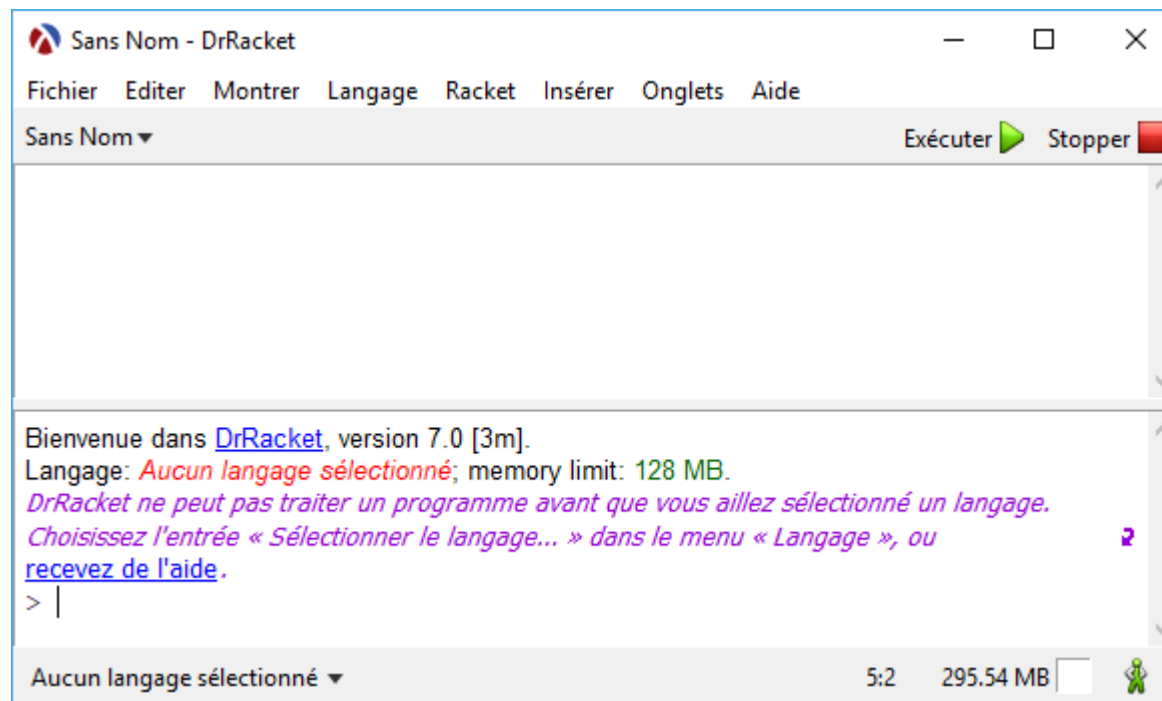 Sans Nom - DrRacket
Fichier Editer Montrer Langage Racket Insérer Onglets Aide
Sans Nom Exécuter Stopper
Bienvenue dans DrRacket, version 7.0 [3m].
Langage: Aucun langage sélectionné; memory limit: 128 MB.
DrRacket ne peut pas traiter un programme avant que vous aillez sélectionné un langage.
Choisissez l'entrée « Sélectionner le langage... » dans le menu « Langage », ou
recevez de l'aide.
>
Aucun langage sélectionné 5:2 295.54 MB